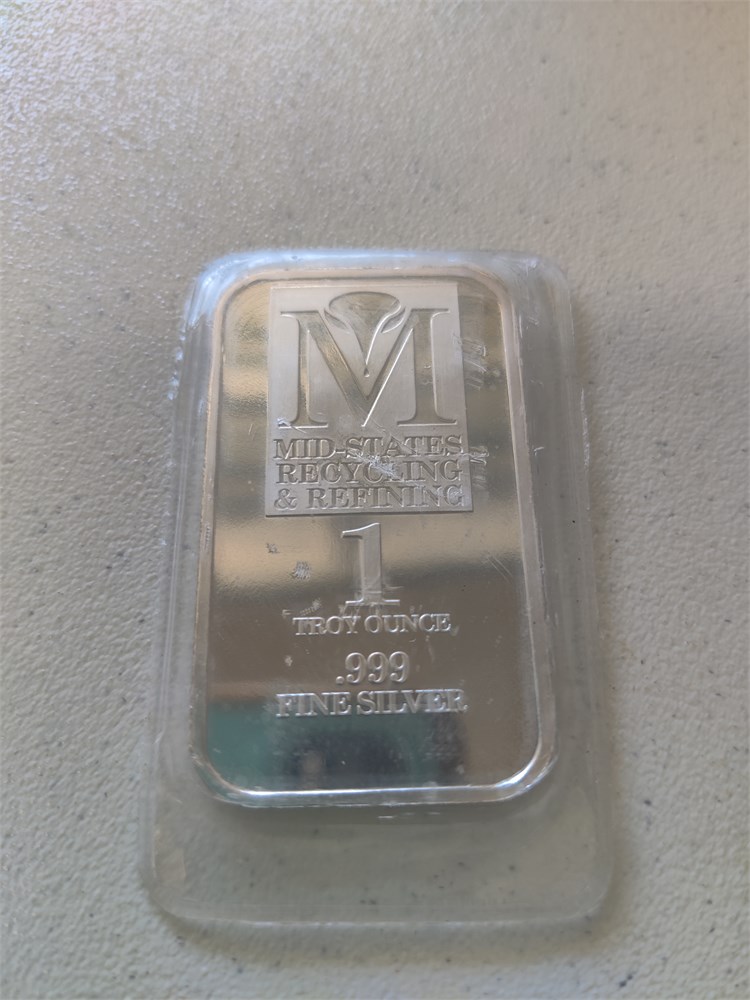 M
MID-STATES
RECYCLING
& REFINING
1
TROY OUNCE
.999
FINE SILVER